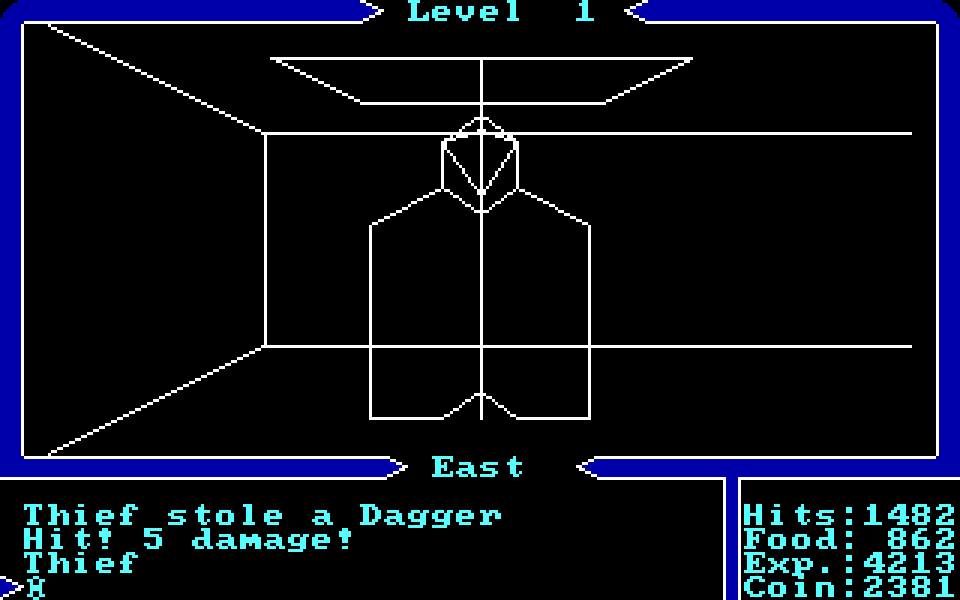 Level 1
East
Thief stole a Dagger
Hit! 5 damage!
Thief
Hits:1482
Food: 862
Exp.:4213
Coin:2381